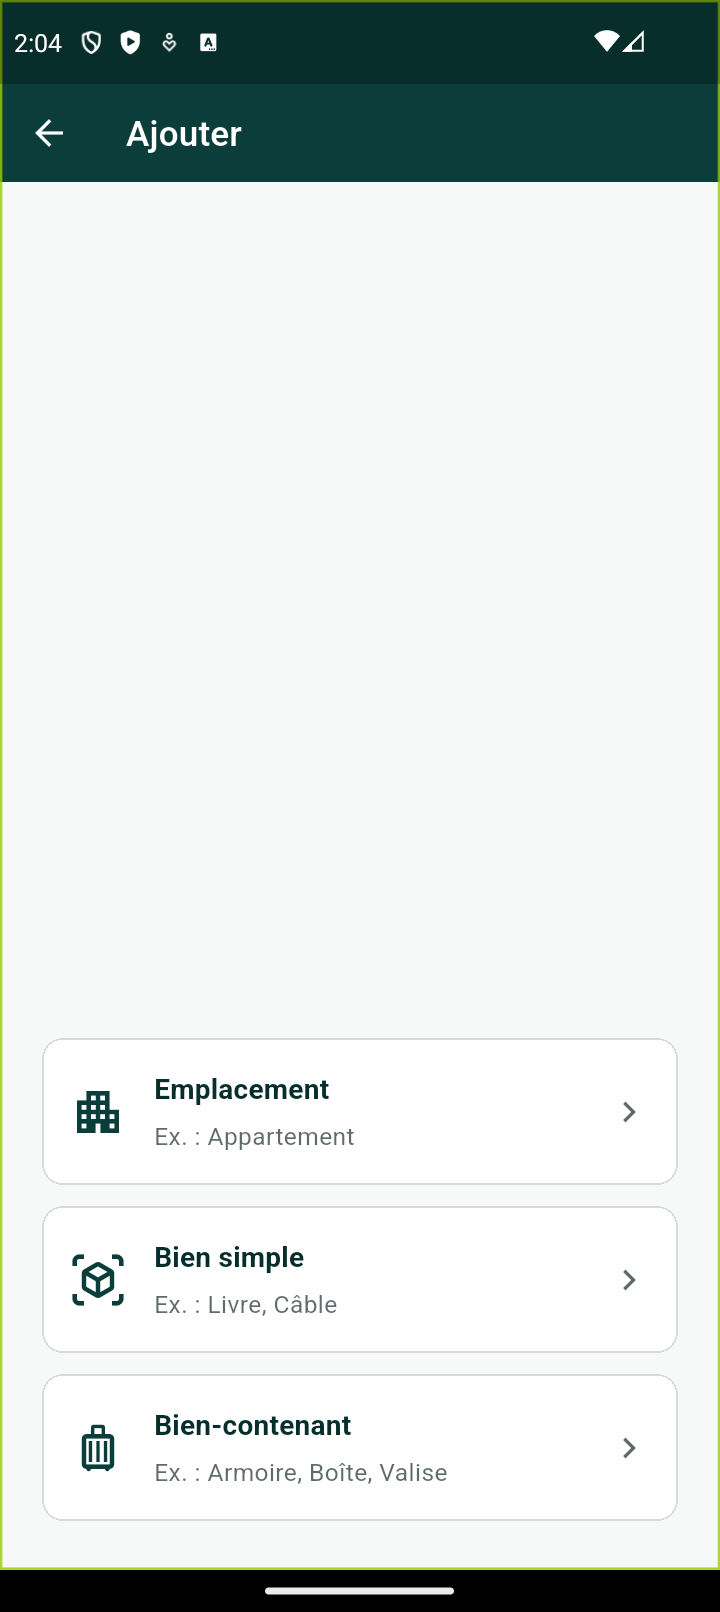 2:04
Ajouter
Emplacement
Ex. : Appartement
Bien simple
Ex. : Livre, Câble
Bien-contenant
Ex. : Armoire, Boîte, Valise